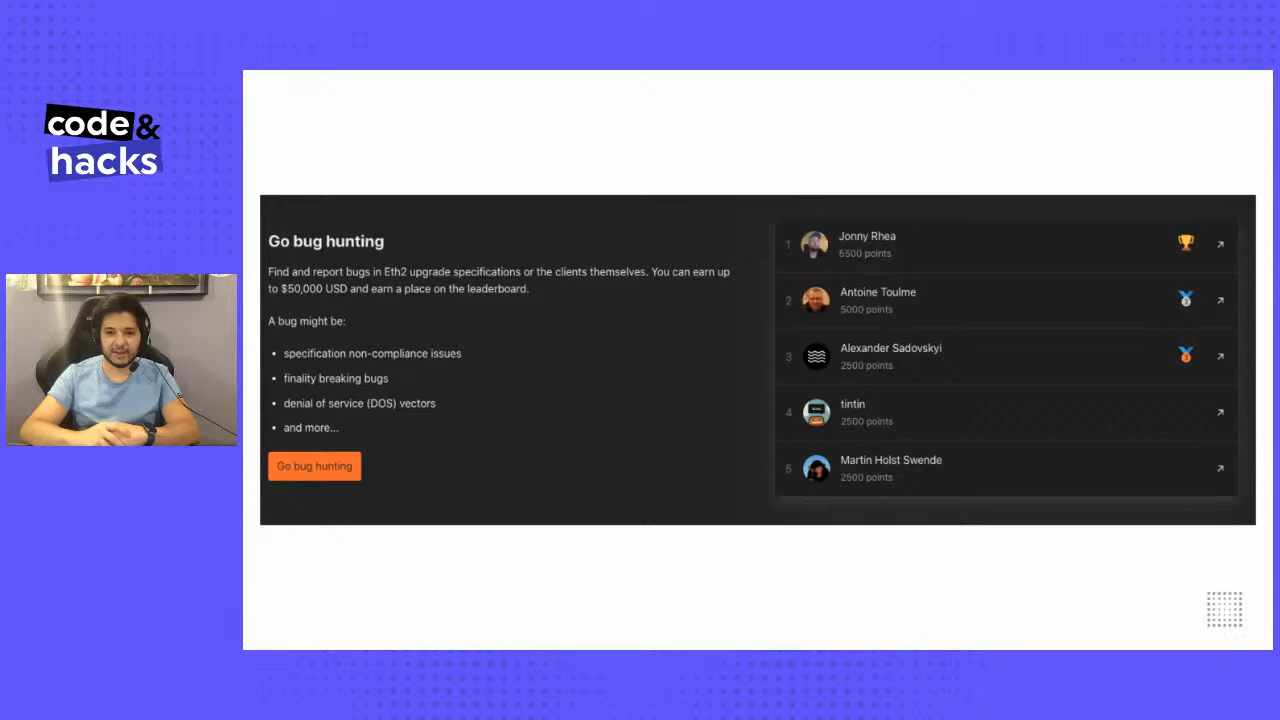 code &
hacks
Go bug hunting
Find and report bugs in Eth2 upgrade specifications or the clients themselves. You can earn up
to $50,000 USD and earn a place on the leaderboard.
A bug might be:
• specification non-compliance issues
• finality breaking bugs
• denial of service (DOS) vectors
• and more...
Go bug hunting
1
Jonny Rhea
5500 points
2
Antoine Toulme
5000 points
3
Alexander Sadovskyi
2500 points
4
tintin
2500 points
5
Martin Holst Swende
2500 points